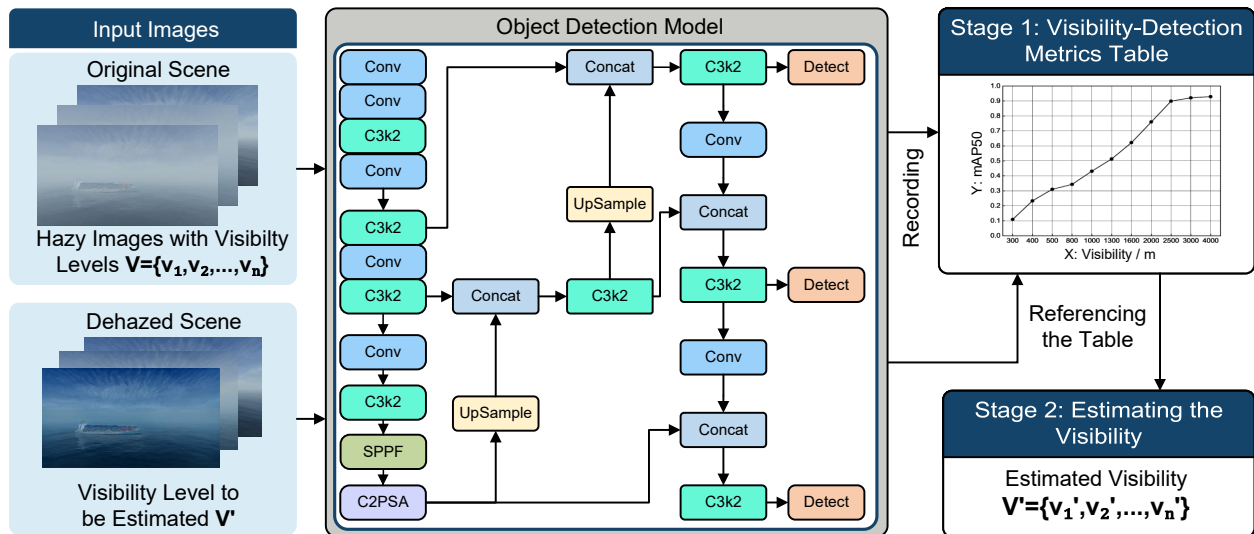 Input Images
Original Scene
Hazy Images with Visibilty
Levels V={v₁,v₂,...,vₙ}
Dehazed Scene
Visibility Level to
be Estimated V'
Object Detection Model
Conv
Conv
C3k2
Conv
C3k2
Conv
C3k2
Conv
C3k2
SPPF
C2PSA
Concat
UpSample
Concat
UpSample
C3k2
C3k2
Detect
Conv
Concat
C3k2
Detect
Conv
Concat
C3k2
Detect
Recording
Stage 1: Visibility-Detection
Metrics Table
Y: mAP50
1.0
0.9
0.8
0.7
0.6
0.5
0.4
0.3
0.2
0.1
0.0
300 400 500 800 1000 1300 1600 2000 2500 3000 4000
X: Visibility / m
Referencing
the Table
Stage 2: Estimating the
Visibility
Estimated Visibility
V'={v₁',v₂',...,vₙ'}